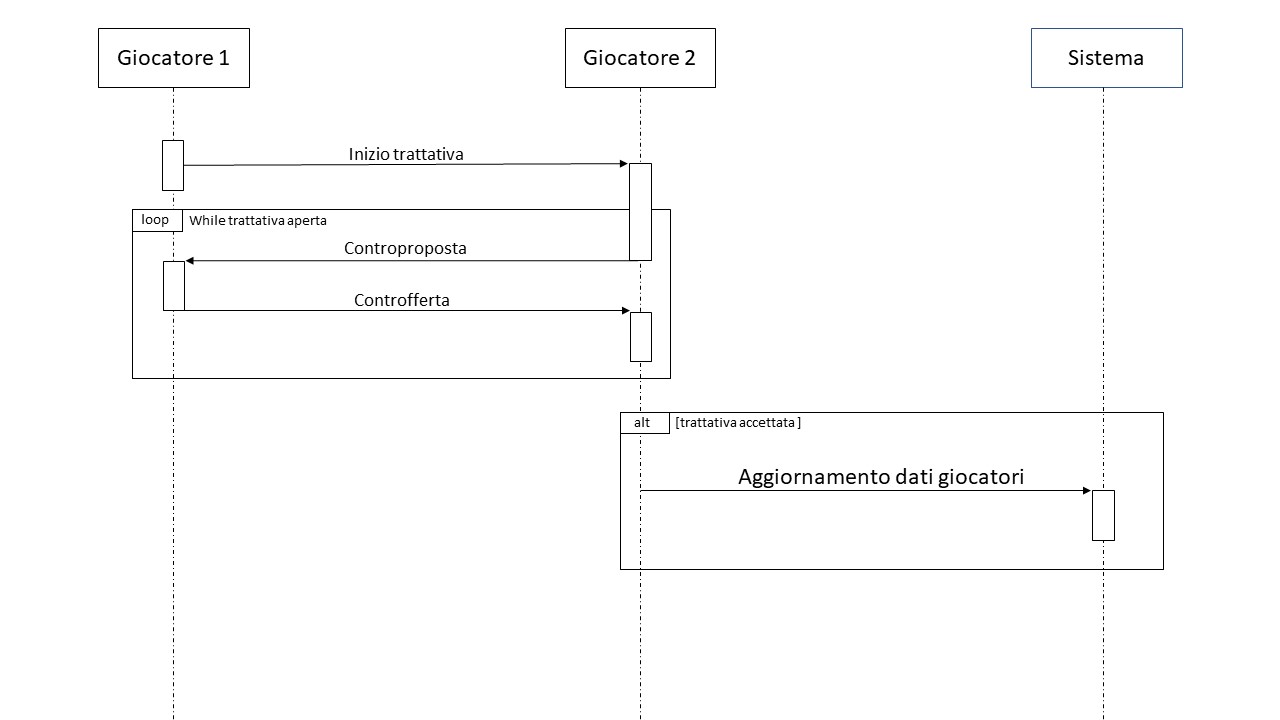 Giocatore 1
Giocatore 2
Sistema
Inizio trattativa
loop
While trattativa aperta
Controproposta
Controfferta
alt
[trattativa accettata ]
Aggiornamento dati giocatori